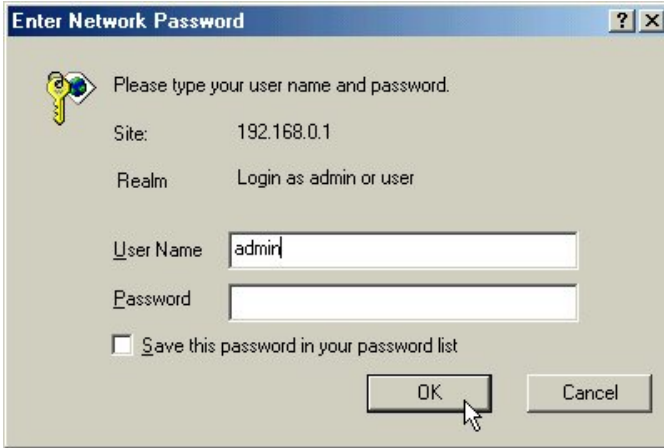 Enter Network Password
? ×
Please type your user name and password.
Site: 192.168.0.1
Realm Login as admin or user
User Name admin
Password
Save this password in your password list
OK Cancel